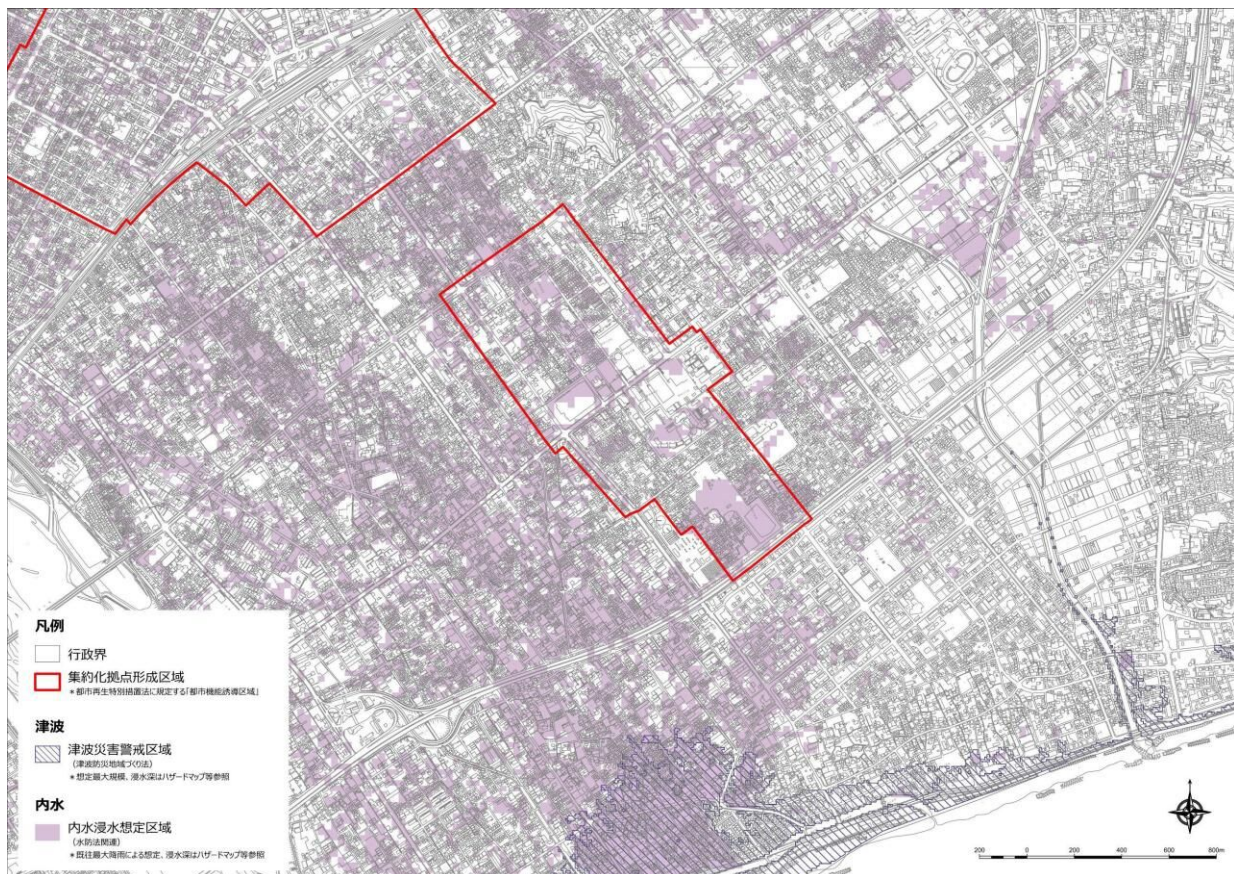 凡例
行政界
集約化拠点形成区域
*都市再生特別措置法に規定する「都市機能誘導区域」
津波
津波災害警戒区域
(津波防災地域づくり法)
*想定最大規模、浸水深はハザードマップ等参照
内水
内水浸水想定区域
(水防法関連)
*既往最大降雨による想定、浸水深はハザードマップ等参照
200 0 200 400 600 800m